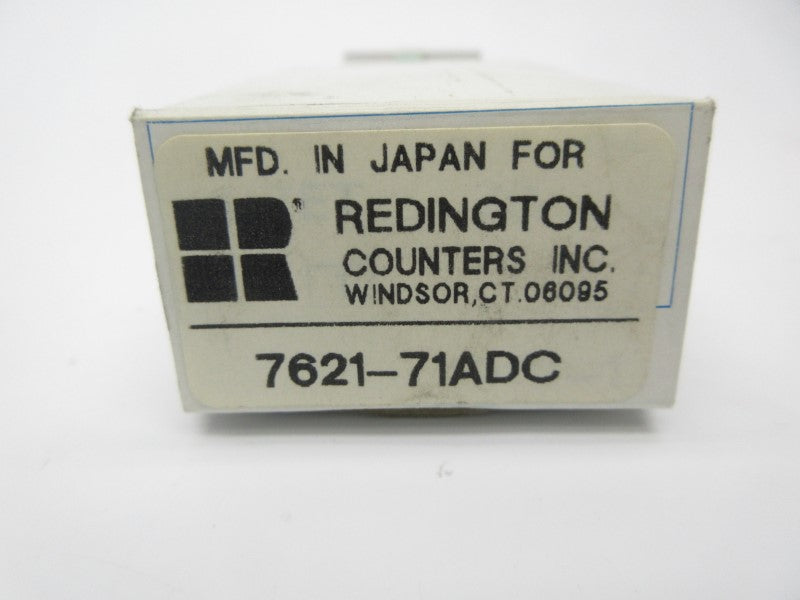 MFD. IN JAPAN FOR
R® REDINGTON
COUNTERS INC.
WINDSOR, CT. 06095
7621-71ADC